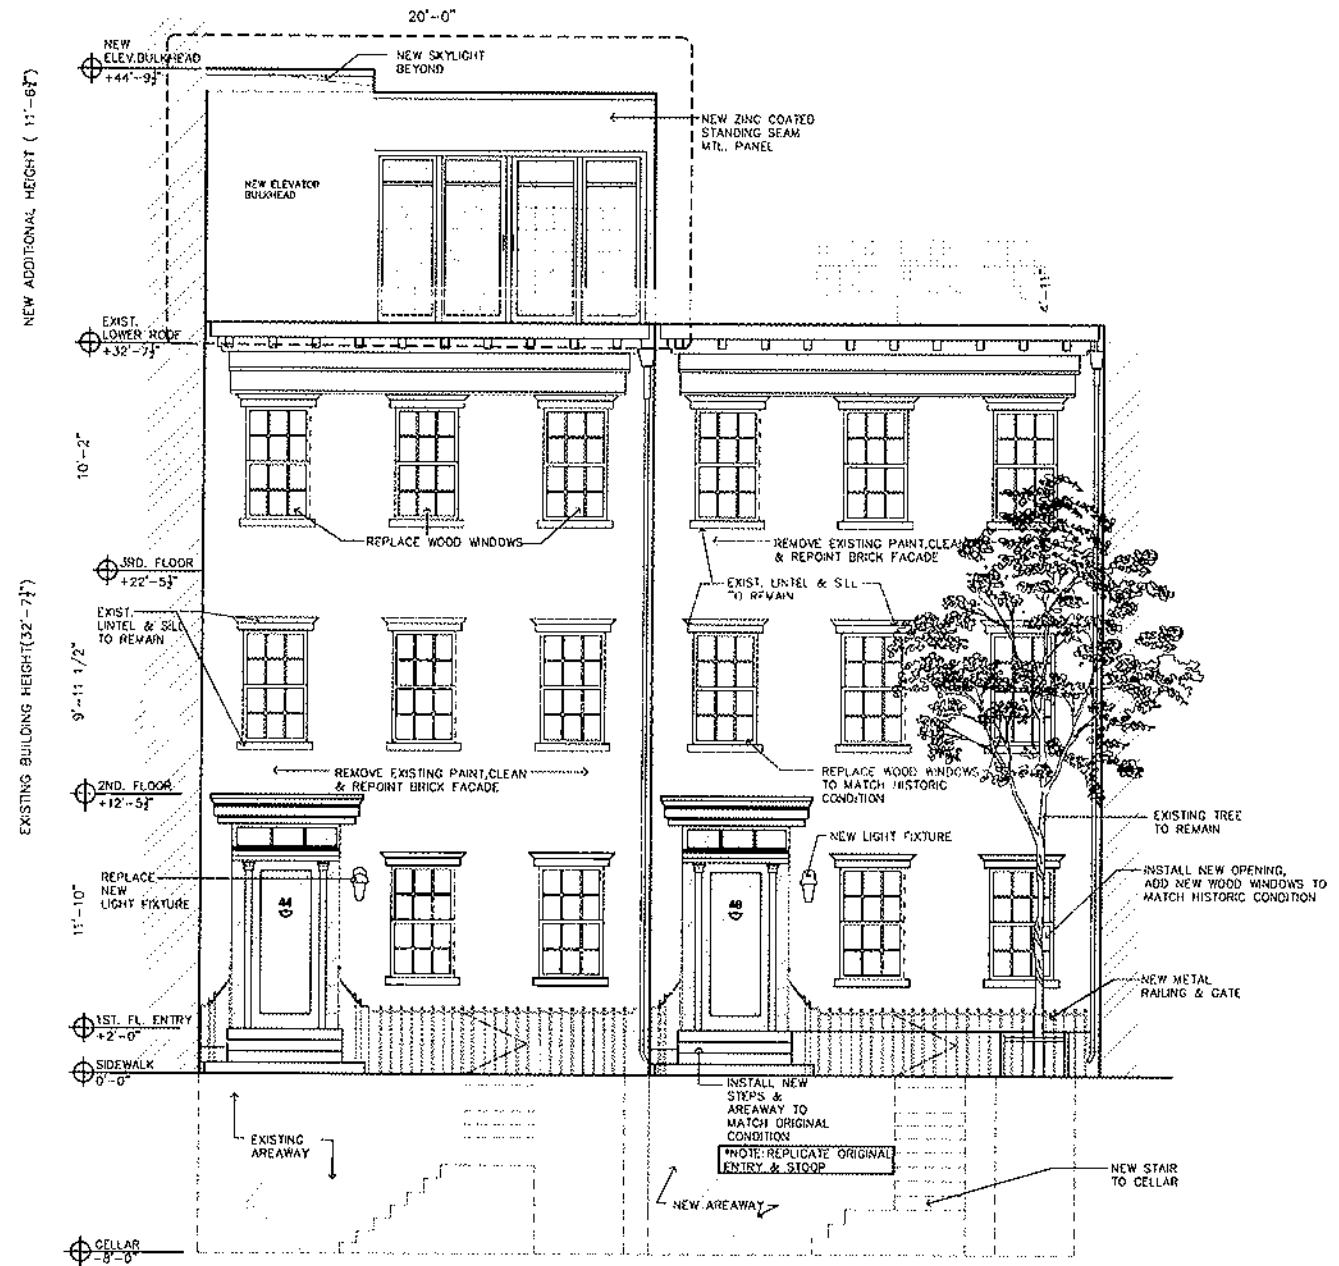 20'-0"
NEW
ELEV.BULKHEAD
+44'-9½"
NEW SKYLIGHT
BEYOND
NEW ZINC COATED
STANDING SEAM
MTL. PANEL
NEW ELEVATOR
BULKHEAD
NEW ADDITIONAL HEIGHT
EXIST.
LOWER ROOF
+32'-7½"
4'-11"
10'-2"
REPLACE WOOD WINDOWS
REMOVE EXISTING PAINT,CLEAN
& REPOINT BRICK FACADE
3RD. FLOOR
+22'-5½"
EXIST. LINTEL & SILL
TO REMAIN
EXIST.
LINTEL & SILL
TO REMAIN
EXISTING BUILDING HEIGHT(32'-7½")
9'-11 1/2"
REMOVE EXISTING PAINT,CLEAN
& REPOINT BRICK FACADE
REPLACE WOOD WINDOWS
TO MATCH HISTORIC
CONDITION
2ND. FLOOR
+12'-5½"
EXISTING TREE
TO REMAIN
NEW LIGHT FIXTURE
REPLACE
NEW
LIGHT FIXTURE
INSTALL NEW OPENING,
ADD NEW WOOD WINDOWS TO
MATCH HISTORIC CONDITION
11'-10"
44
NEW METAL
RAILING & GATE
1ST. FL. ENTRY
+2'-0"
SIDEWALK
0'-0"
INSTALL NEW
STEPS &
AREAWAY TO
MATCH ORIGINAL
CONDITION
*NOTE:REPLICATE ORIGINAL
ENTRY & STOOP
EXISTING
AREAWAY
NEW AREAWAY
NEW STAIR
TO CELLAR
CELLAR
-8'-0"